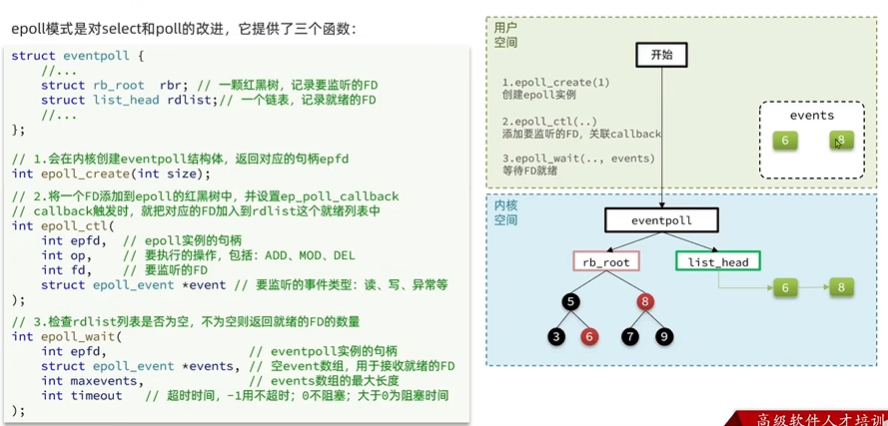 epoll模式是对select和poll的改进，它提供了三个函数：
struct eventpoll {
//...
struct rb_root  rbr; // 一颗红黑树，记录要监听的FD
struct list_head rdlist;// 一个链表，记录就绪的FD
//...
};
// 1.会在内核创建eventpoll结构体，返回对应的句柄epfd
int epoll_create(int size);
// 2.将一个FD添加到epoll的红黑树中，并设置ep_poll_callback
// callback触发时，就把对应的FD加入到rdlist这个就绪列表中
int epoll_ctl(
int epfd,  // epoll实例的句柄
int op,    // 要执行的操作，包括：ADD、MOD、DEL
int fd,    // 要监听的FD
struct epoll_event *event // 要监听的事件类型：读、写、异常等
);
// 3.检查rdlist列表是否为空，不为空则返回就绪的FD的数量
int epoll_wait(
int epfd,                   // eventpoll实例的句柄
struct epoll_event *events, // 空event数组，用于接收就绪的FD
int maxevents,              // events数组的最大长度
int timeout   // 超时时间，-1用不超时；0不阻塞；大于0为阻塞时间
);
用户
空间
开始
1.epoll_create(1)
创建epoll实例
2.epoll_ctl(..)
添加要监听的FD，关联callback
3.epoll_wait(.., events)
等待FD就绪
events
6 8
内核
空间
eventpoll
rb_root list_head
6 8
5 8
3 6 7 9
高级软件人才培训